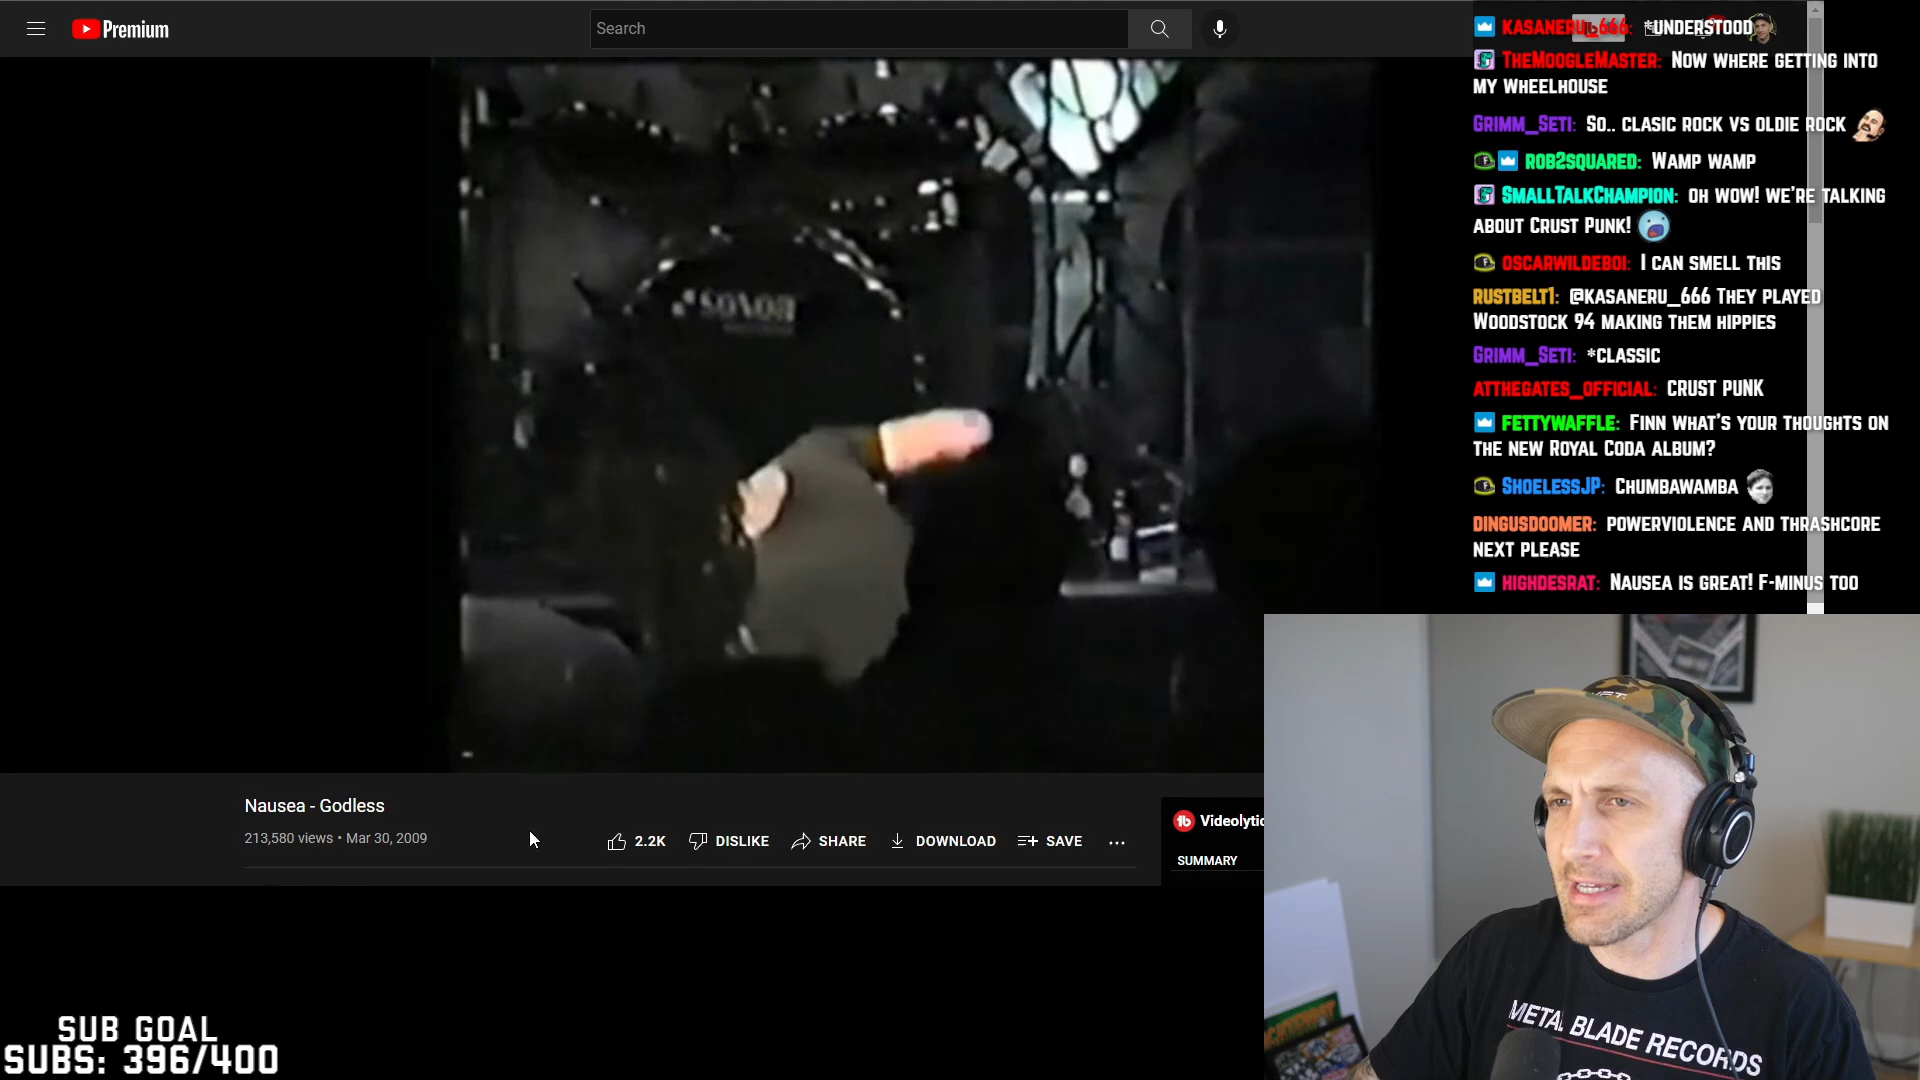 Premium
Search
SONOR
Nausea - Godless
213,580 views • Mar 30, 2009
2.2K
DISLIKE
SHARE
DOWNLOAD
SAVE
Videolytic
SUMMARY
KASANERU_666: *UNDERSTOOD
THEMOOGLEMASTER: NOW WHERE GETTING INTO
MY WHEELHOUSE
GRIMM_SETI: SO.. CLASIC ROCK VS OLDIE ROCK
ROB2SQUARED: WAMP WAMP
SMALLTALKCHAMPION: OH WOW! WE'RE TALKING
ABOUT CRUST PUNK!
OSCARWILDEBOI: I CAN SMELL THIS
RUSTBELT1: @KASANERU_666 THEY PLAYED
WOODSTOCK 94 MAKING THEM HIPPIES
GRIMM_SETI: *CLASSIC
ATTHEGATES_OFFICIAL: CRUST PUNK
FETTYWAFFLE: FINN WHAT'S YOUR THOUGHTS ON
THE NEW ROYAL CODA ALBUM?
SHOELESSJP: CHUMBAWAMBA
DINGUSDOOMER: POWERVIOLENCE AND THRASHCORE
NEXT PLEASE
HIGHDESRAT: NAUSEA IS GREAT! F-MINUS TOO
METAL BLADE RECORDS
SUB GOAL
SUBS: 396/400